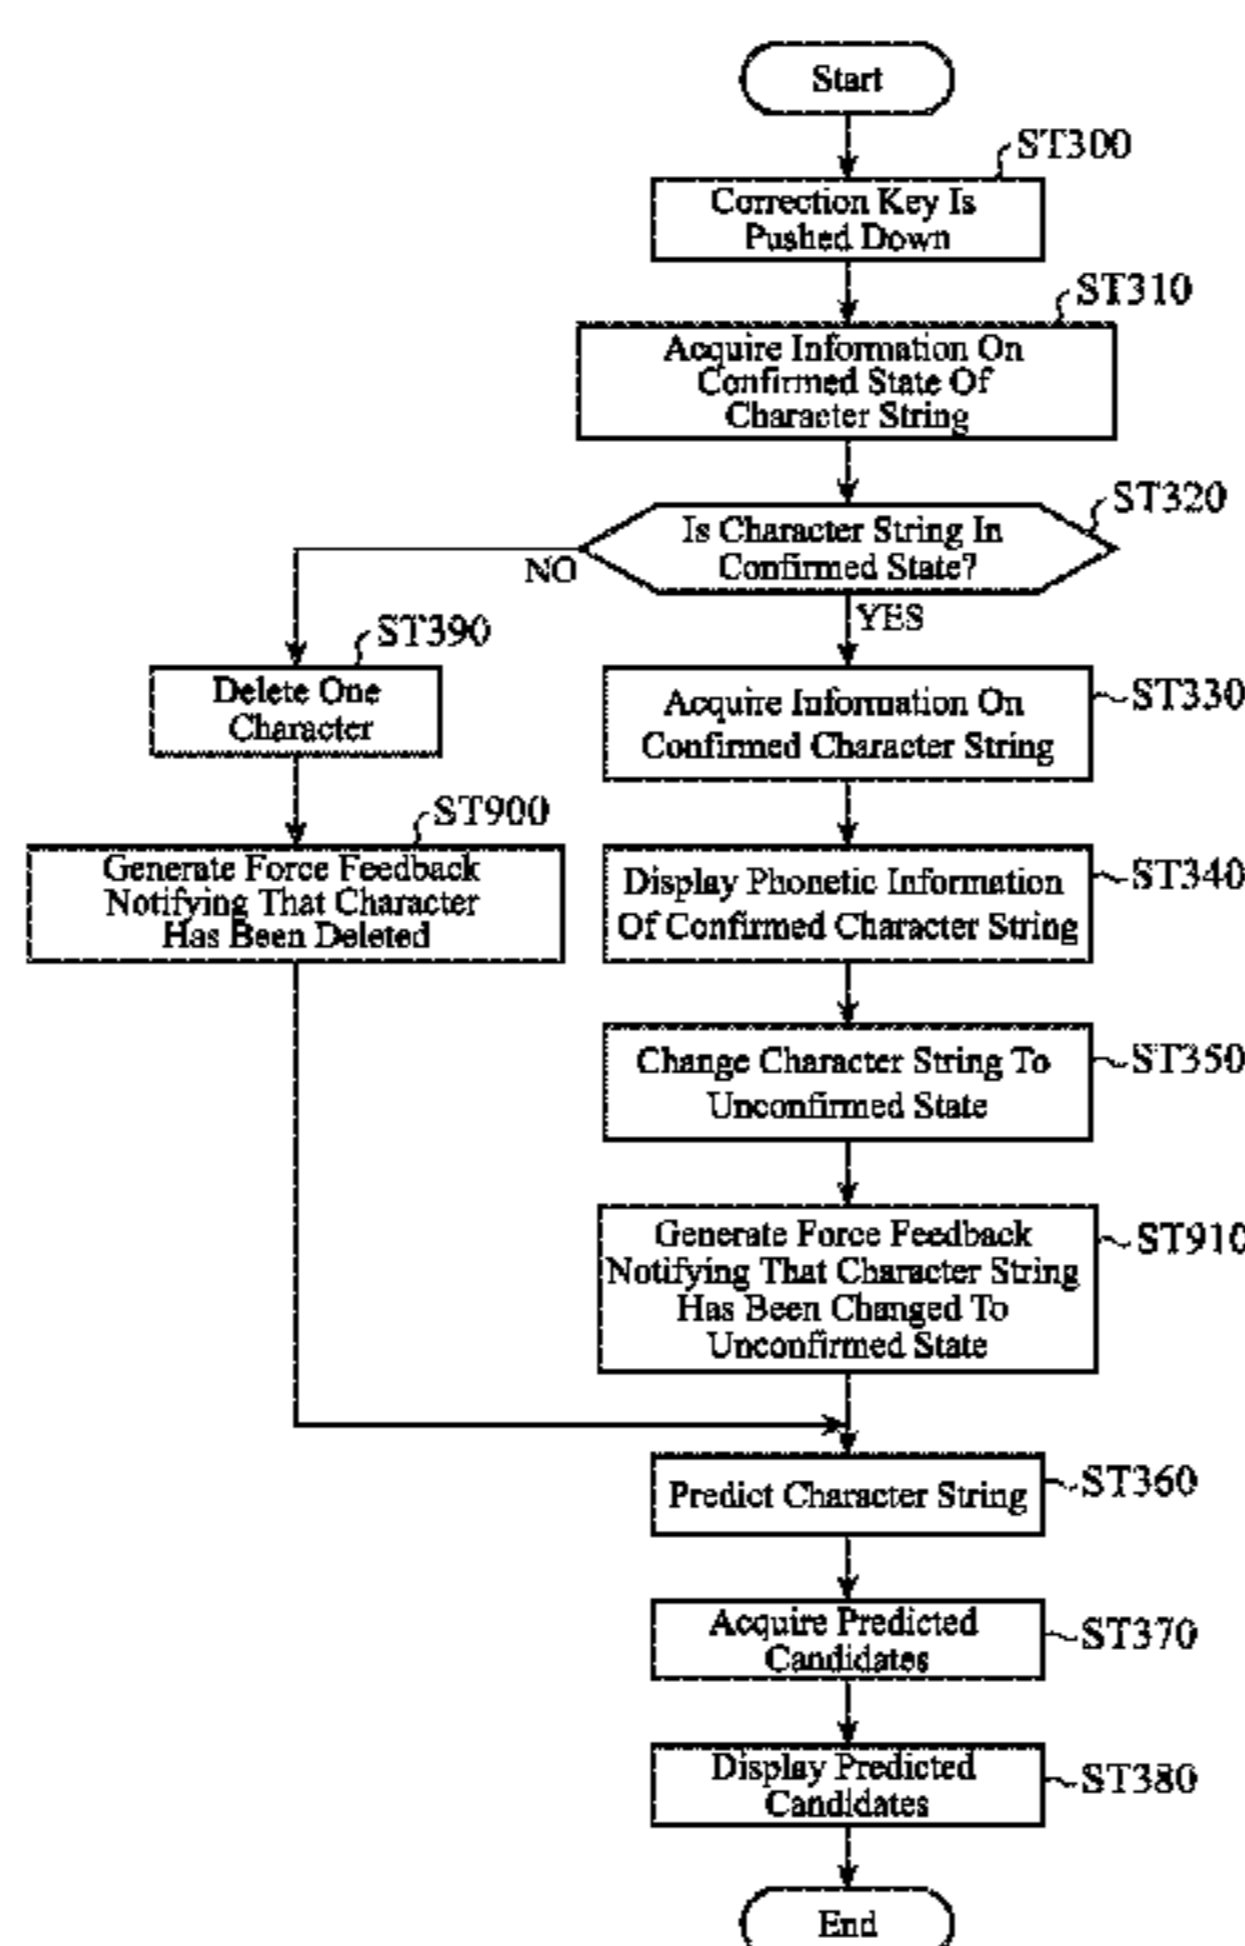 Start
ST300
Correction Key Is
Pushed Down
ST310
Acquire Information On
Confirmed State Of
Character String
ST320
Is Character String In
Confirmed State?
NO
YES
ST390
Delete One
Character
ST330
Acquire Information On
Confirmed Character String
ST900
Generate Force Feedback
Notifying That Character
Has Been Deleted
ST340
Display Phonetic Information
Of Confirmed Character String
ST350
Change Character String To
Unconfirmed State
ST910
Generate Force Feedback
Notifying That Character String
Has Been Changed To
Unconfirmed State
ST360
Predict Character String
ST370
Acquire Predicted
Candidates
ST380
Display Predicted
Candidates
End